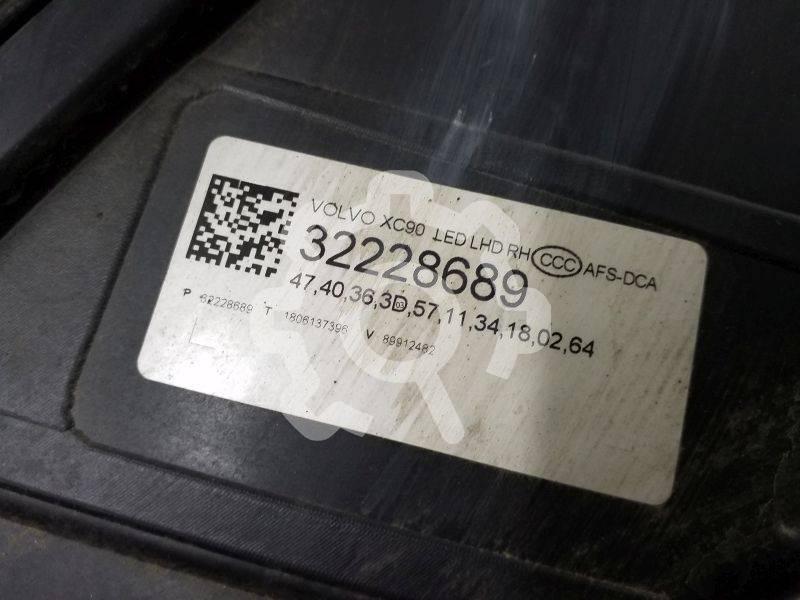 VOLVO XC90 LED LHD RH CCC AFS-DCA
32228689
47,40,36,3D,57,11,34,18,02,64
P 32228689 T 1806137396 V 89912482